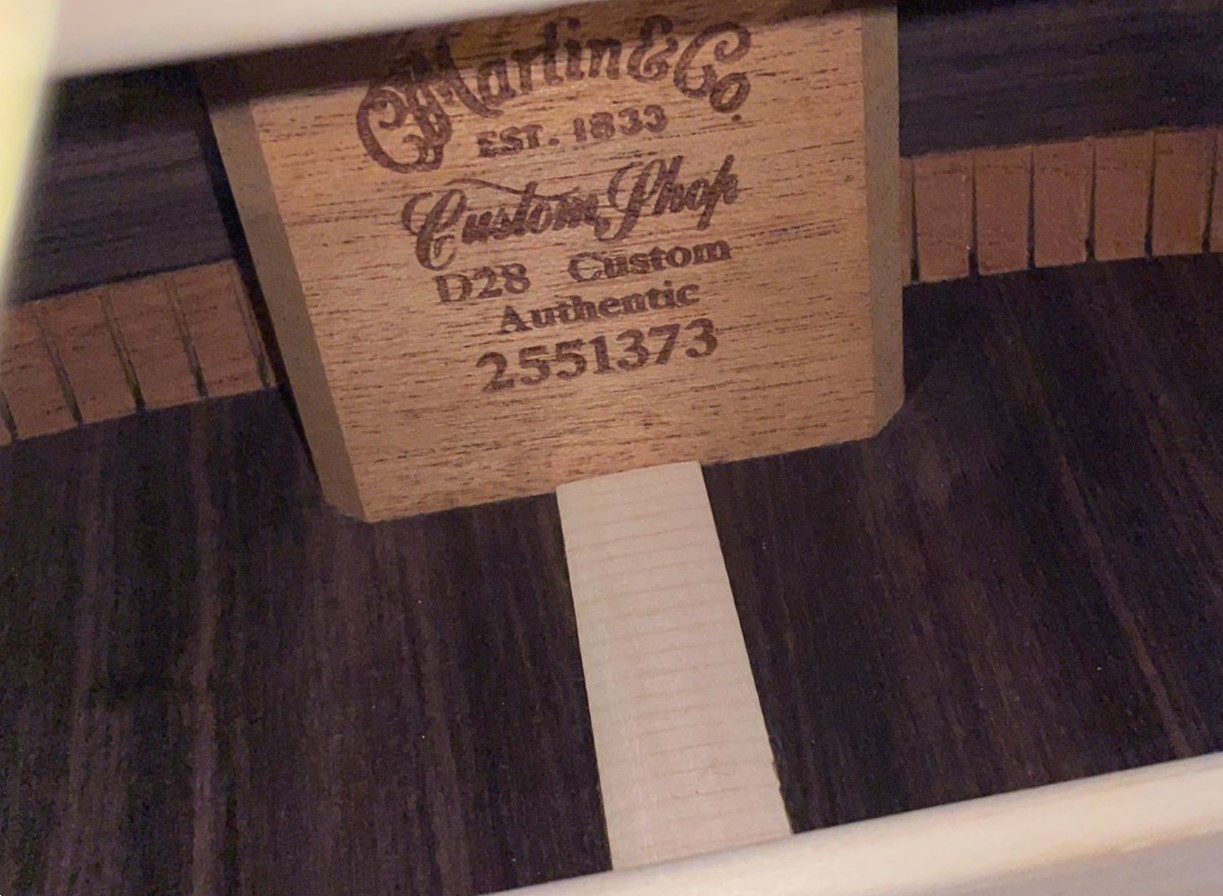 Martin & Co.
EST. 1833
Custom Shop
D28 Custom
Authentic
2551373